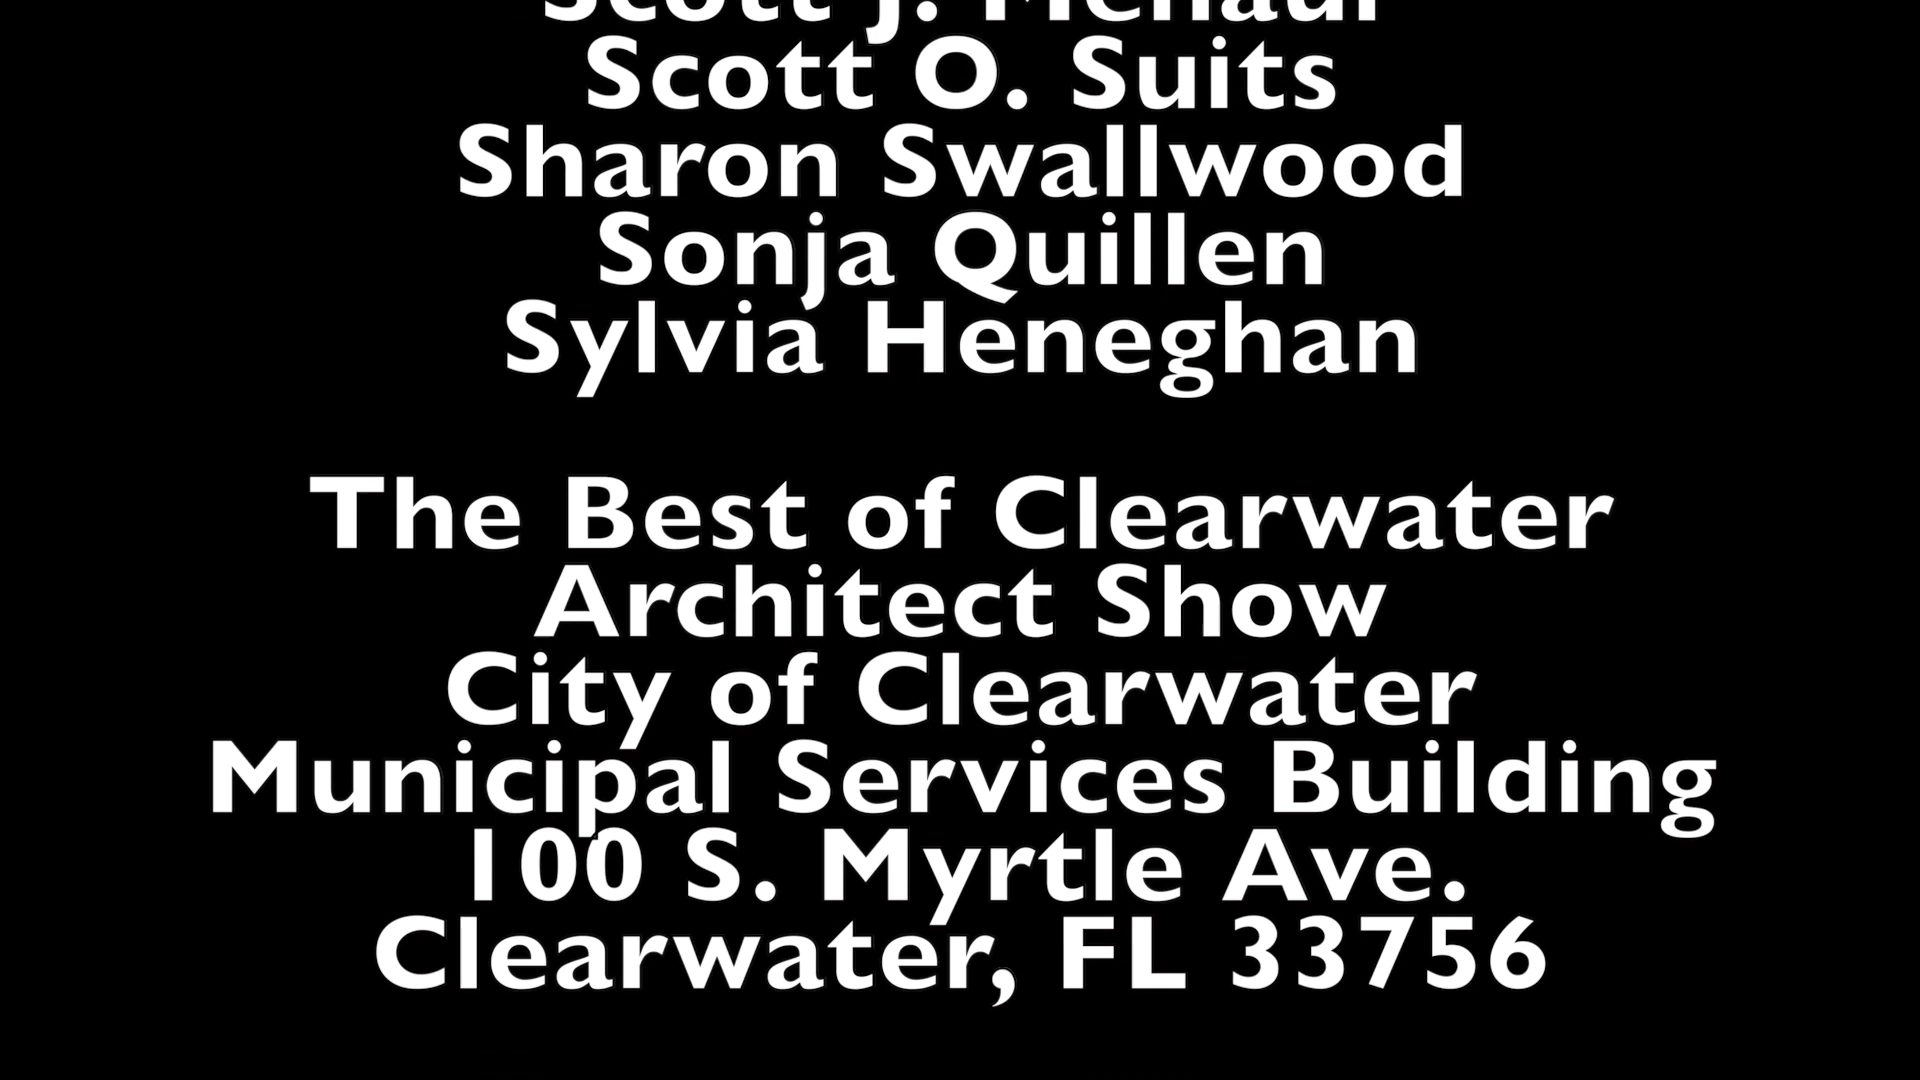 Scott J.
Scott O. Suits
Sharon Swallwood
Sonja Quillen
Sylvia Heneghan
The Best of Clearwater
Architect Show
City of Clearwater
Municipal Services Building
100 S. Myrtle Ave.
Clearwater, FL 33756